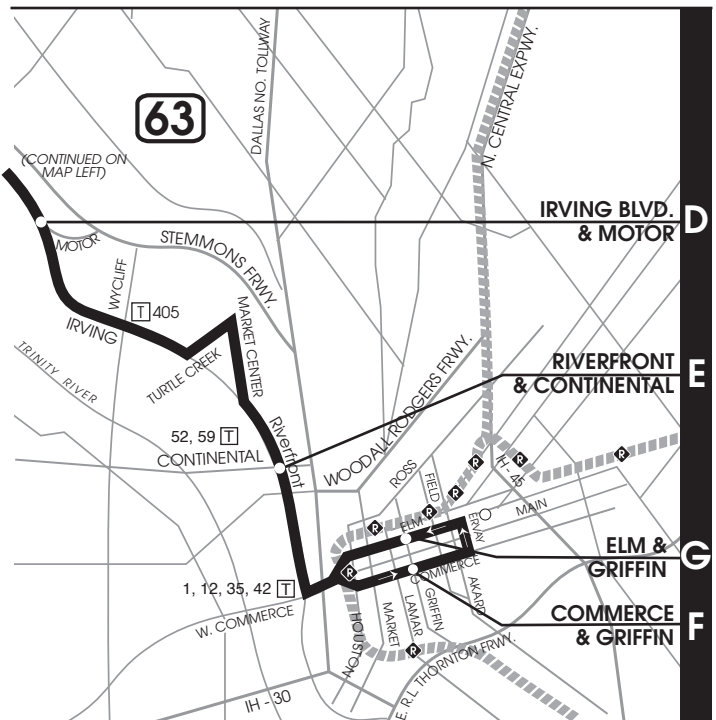 63
(CONTINUED ON
MAP LEFT)
DALLAS NO. TOLLWAY
N. CENTRAL EXPWY.
IRVING BLVD.
& MOTOR
D
MOTOR
STEMMONS FRWY.
WYCLIFF
T 405
IRVING
MARKET CENTER
TRINITY RIVER
TURTLE CREEK
RIVERFRONT
& CONTINENTAL
E
52, 59 T
CONTINENTAL
Riverfront
WOODALL RODGERS FRWY.
ROSS
FIELD
IH - 45
R
R
R
R
R
R
MAIN
ELM
ERVAY
ELM &
GRIFFIN
G
R
COMMERCE
1, 12, 35, 42 T
W. COMMERCE
HOUSTON
MARKET
LAMAR
GRIFFIN
AKARD
COMMERCE
& GRIFFIN
F
R
E. R.L. THORNTON FRWY.
IH - 30